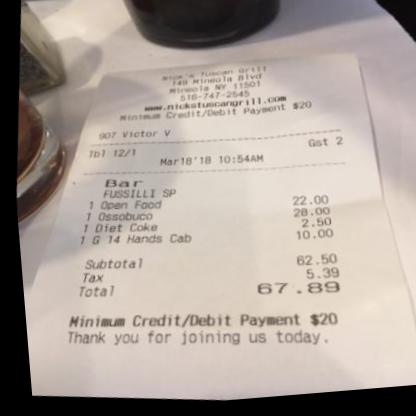 Nick's Tuscan Grill
149 Mineola Blvd
Mineola NY 11501
516-747-2545
www.nickstuscangrill.com
Minimum Credit/Debit Payment $20
907 Victor V
Tbl 12/1 Gst 2
Mar18'18 10:54AM
Bar
FUSSILLI SP
1 Open Food 22.00
1 Ossobuco 28.00
1 Diet Coke 2.50
1 G 14 Hands Cab 10.00
Subtotal 62.50
Tax 5.39
Total 67.89
Minimum Credit/Debit Payment $20
Thank you for joining us today.